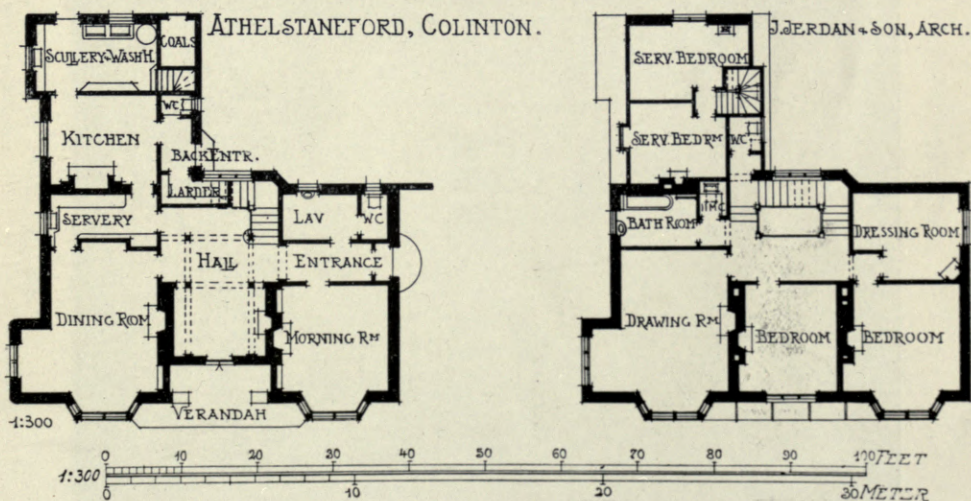 ATHELSTANEFORD, COLINTON.
J. JERDAN & SON, ARCH.
SCULLERY & WASH H.
COALS
W.C.
KITCHEN
BACK ENTR.
LARDER
SERVERY
LAV
WC
HALL
ENTRANCE
DINING ROOM
MORNING RM
VERANDAH
1:300
SERV. BEDROOM
SERV. BEDRM
WC
BATH ROOM
DRESSING ROOM
DRAWING RM
BEDROOM
BEDROOM
0 10 20 30 40 50 60 70 80 90 100 FEET
1:300
0 10 20 30 METER